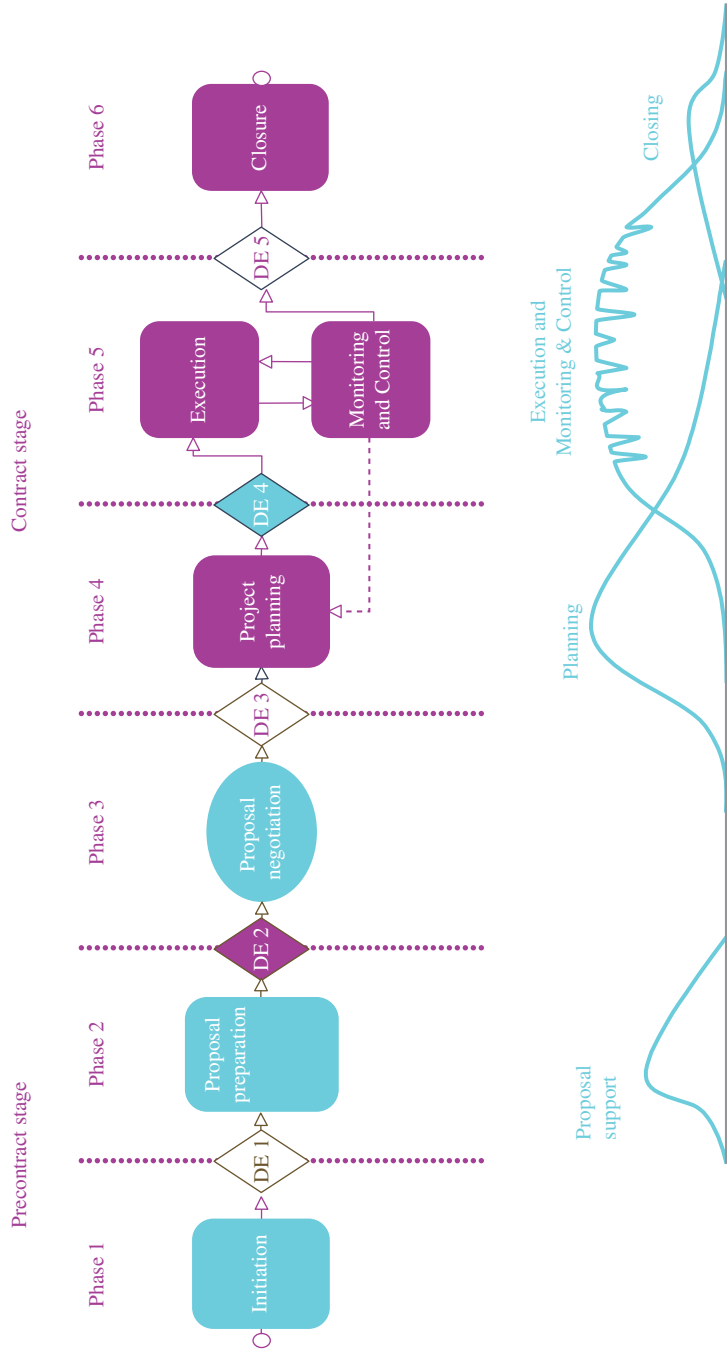 Precontract stage
Contract stage
Phase 1
Phase 2
Phase 3
Phase 4
Phase 5
Phase 6
Initiation
DE 1
Proposal
preparation
DE 2
Proposal
negotiation
DE 3
Project
planning
DE 4
Execution
Monitoring
and Control
DE 5
Closure
Proposal
support
Planning
Execution and
Monitoring & Control
Closing